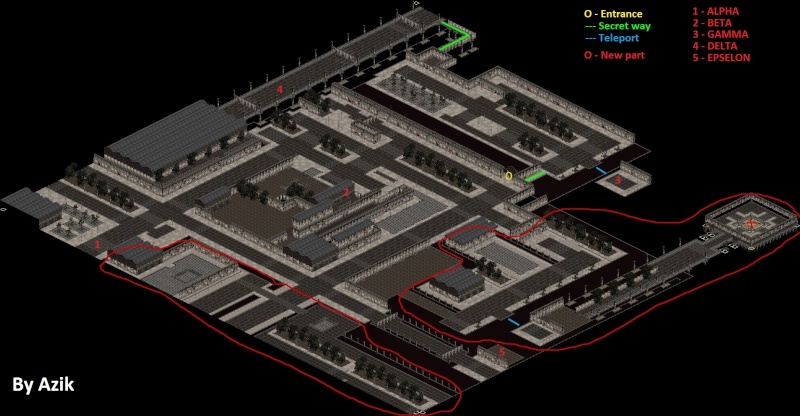 O - Entrance
--- Secret way
--- Teleport
O - New part
1 - ALPHA
2 - BETA
3 - GAMMA
4 - DELTA
5 - EPSELON
4
O
3
2
1
5
By Azik